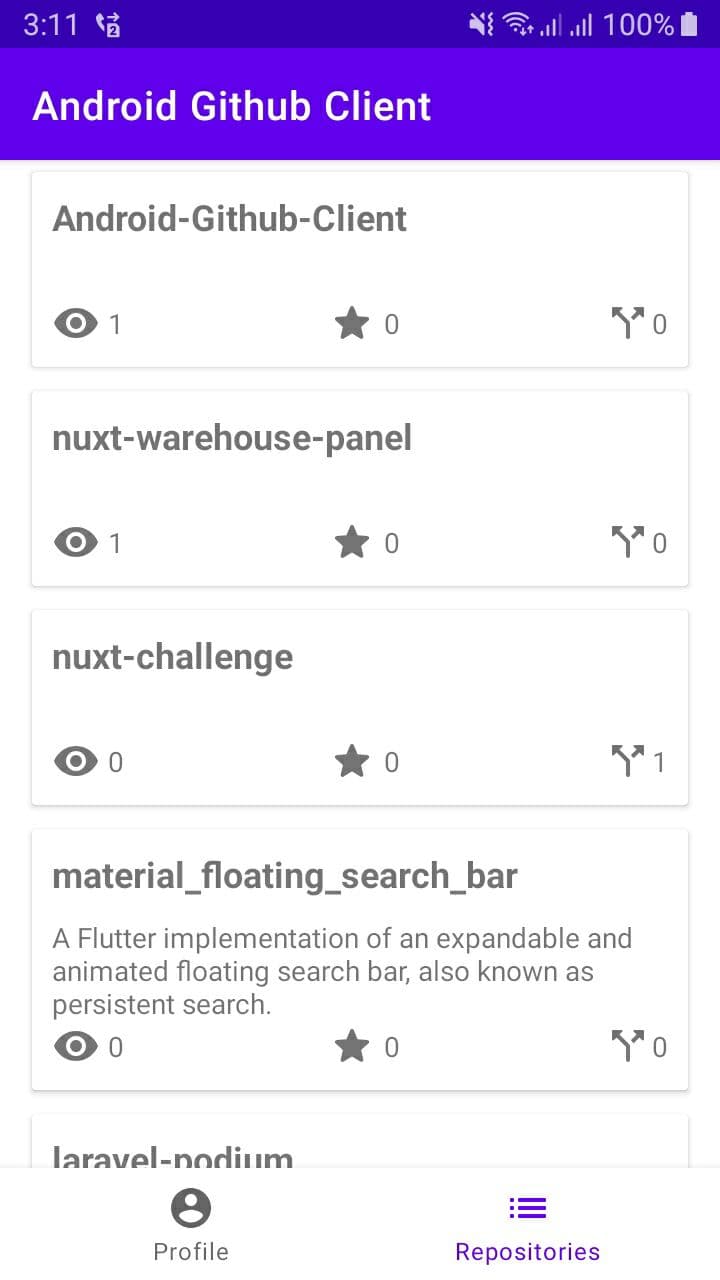 3:11 100%
Android Github Client
Android-Github-Client
1 0 0
nuxt-warehouse-panel
1 0 0
nuxt-challenge
0 0 1
material_floating_search_bar
A Flutter implementation of an expandable and
animated floating search bar, also known as
persistent search.
0 0 0
laravel-podium
Profile Repositories